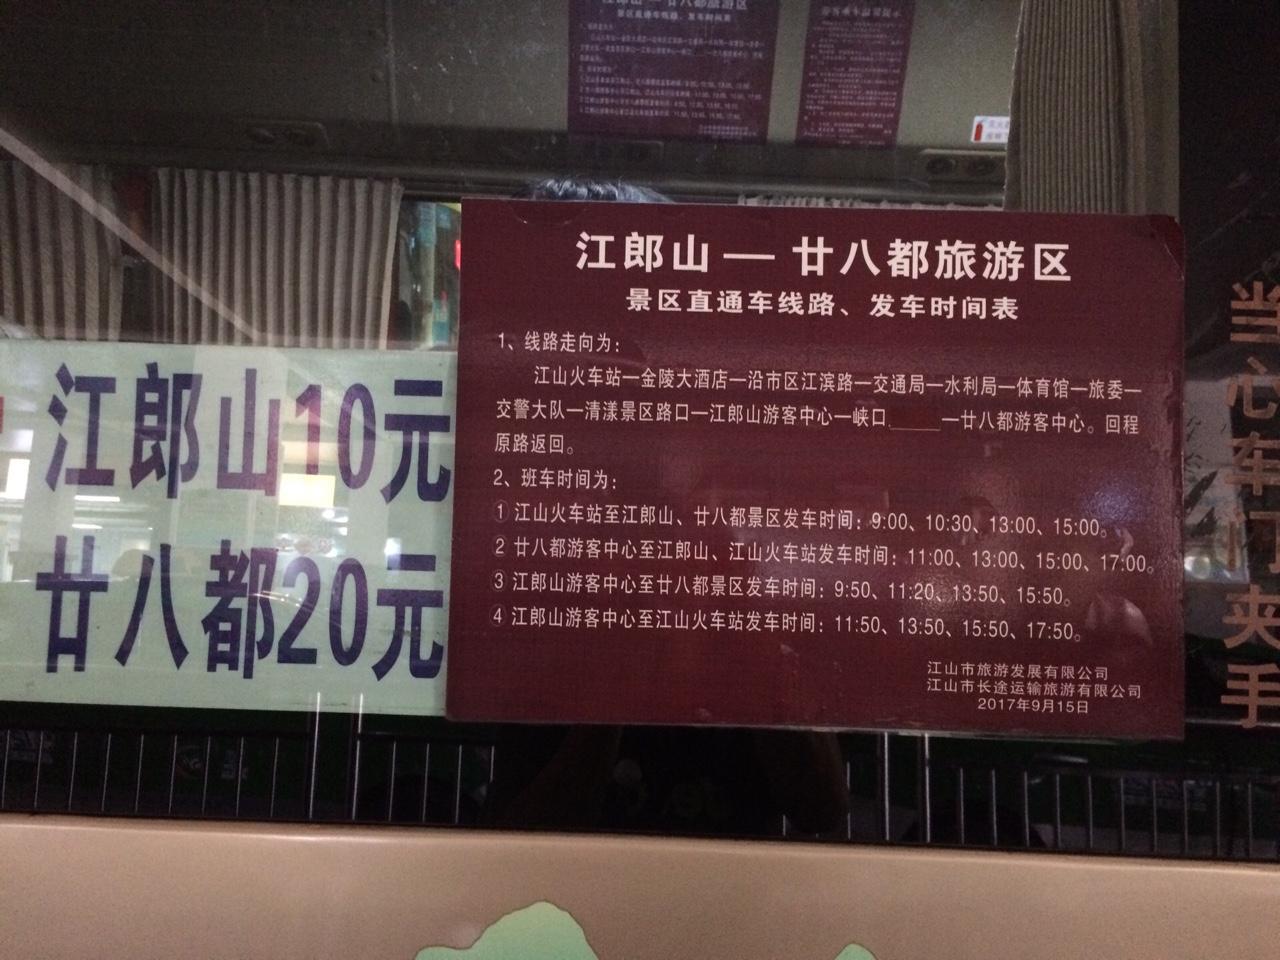 江郎山10元
廿八都20元
江郎山—廿八都旅游区
景区直通车线路、发车时间表
1、线路走向为：
江山火车站—金陵大酒店—沿市区江滨路—交通局—水利局—体育馆—旅委—
交警大队—清漾景区路口—江郎山游客中心—峡口 —廿八都游客中心。回程
原路返回。
2、班车时间为：
① 江山火车站至江郎山、廿八都景区发车时间：9:00、10:30、13:00、15:00。
② 廿八都游客中心至江郎山、江山火车站发车时间：11:00、13:00、15:00、17:00。
③ 江郎山游客中心至廿八都景区发车时间：9:50、11:20、13:50、15:50。
④ 江郎山游客中心至江山火车站发车时间：11:50、13:50、15:50、17:50。
江山市旅游发展有限公司
江山市长途运输旅游有限公司
2017年9月15日
当心车门夹手